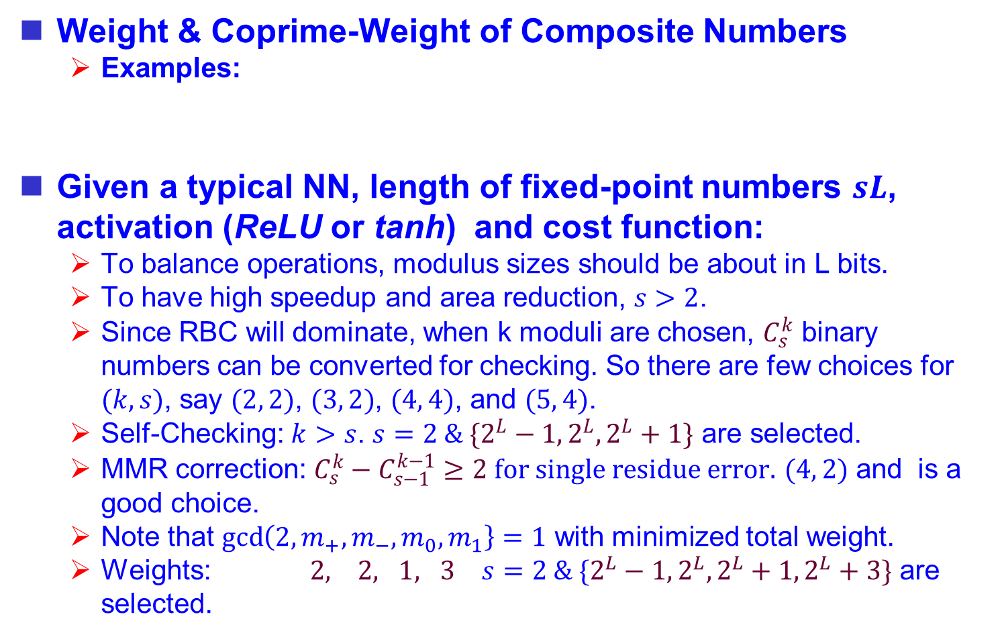 Weight & Coprime-Weight of Composite Numbers
Examples:
Given a typical NN, length of fixed-point numbers sL,
activation (ReLU or tanh) and cost function:
To balance operations, modulus sizes should be about in L bits.
To have high speedup and area reduction, s > 2.
Since RBC will dominate, when k moduli are chosen, C_s^k binary
numbers can be converted for checking. So there are few choices for
(k, s), say (2, 2), (3, 2), (4, 4), and (5, 4).
Self-Checking: k > s. s = 2 & {2^L − 1, 2^L, 2^L + 1} are selected.
MMR correction: C_s^k − C_{s−1}^{k−1} ≥ 2 for single residue error. (4, 2) and is a
good choice.
Note that gcd(2, m_+, m_−, m_0, m_1} = 1 with minimized total weight.
Weights: 2, 2, 1, 3 s = 2 & {2^L − 1, 2^L, 2^L + 1, 2^L + 3} are
selected.